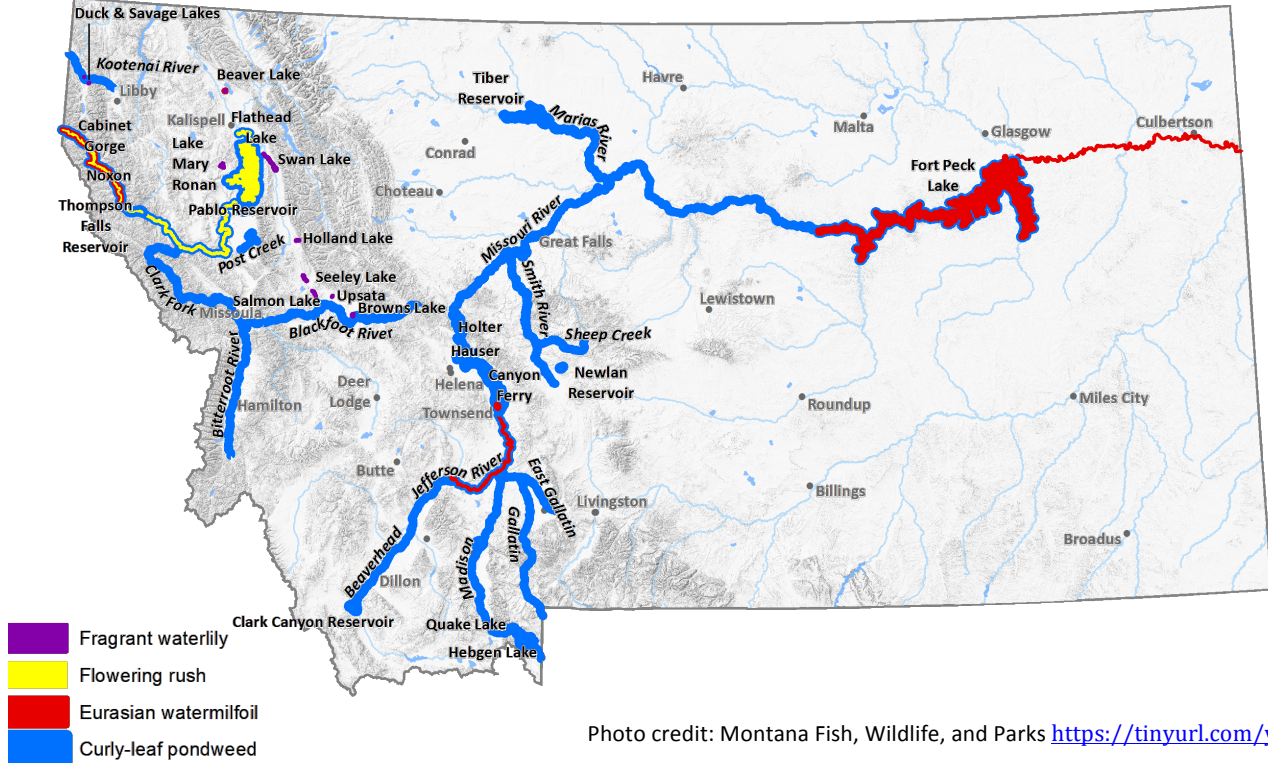 Duck & Savage Lakes
Kootenai River
Libby
Beaver Lake
Kalispell
Flathead
Lake
Cabinet
Gorge
Noxon
Lake
Mary
Ronan
Swan Lake
Thompson
Falls
Reservoir
Pablo Reservoir
Post Creek
Holland Lake
Clark Fork
Seeley Lake
Salmon Lake
Upsata
Browns Lake
Missoula
Blackfoot River
Bitterroot River
Hamilton
Deer
Lodge
Butte
Tiber
Reservoir
Marias River
Havre
Conrad
Choteau
Malta
Glasgow
Culbertson
Fort Peck
Lake
Missouri River
Great Falls
Smith River
Lewistown
Sheep Creek
Holter
Hauser
Helena
Canyon
Ferry
Townsend
Newlan
Reservoir
Roundup
Miles City
Jefferson River
East Gallatin
Gallatin
Livingston
Billings
Broadus
Beaverhead
Madison
Dillon
Clark Canyon Reservoir
Quake Lake
Hebgen Lake
Fragrant waterlily
Flowering rush
Eurasian watermilfoil
Curly-leaf pondweed
Photo credit: Montana Fish, Wildlife, and Parks https://tinyurl.com/